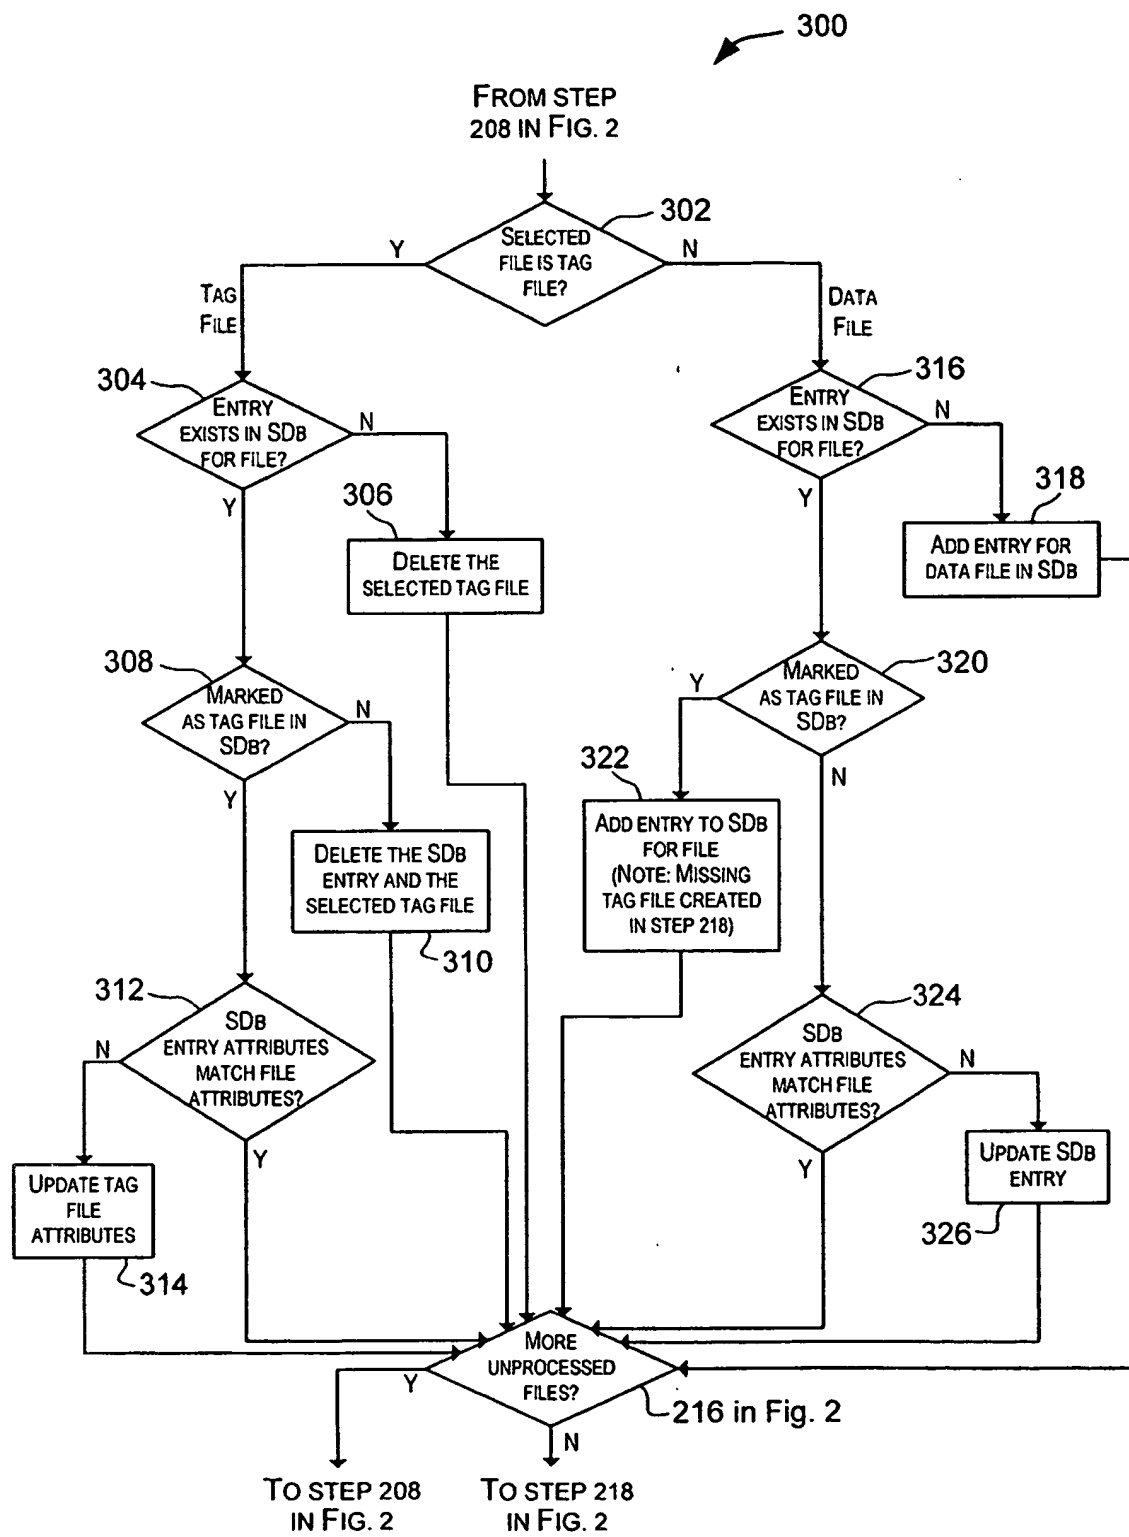 300
FROM STEP
208 IN FIG. 2
302
SELECTED
FILE IS TAG
FILE?
Y
N
TAG
FILE
DATA
FILE
304
ENTRY
EXISTS IN SDB
FOR FILE?
N
Y
316
ENTRY
EXISTS IN SDB
FOR FILE?
N
Y
306
DELETE THE
SELECTED TAG FILE
318
ADD ENTRY FOR
DATA FILE IN SDB
308
MARKED
AS TAG FILE IN
SDB?
N
Y
320
MARKED
AS TAG FILE IN
SDB?
Y
N
310
DELETE THE SDB
ENTRY AND THE
SELECTED TAG FILE
322
ADD ENTRY TO SDB
FOR FILE
(NOTE: MISSING
TAG FILE CREATED
IN STEP 218)
312
SDB
ENTRY ATTRIBUTES
MATCH FILE
ATTRIBUTES?
N
Y
324
SDB
ENTRY ATTRIBUTES
MATCH FILE
ATTRIBUTES?
N
Y
UPDATE TAG
FILE
ATTRIBUTES
314
UPDATE SDB
ENTRY
326
MORE
UNPROCESSED
FILES?
Y
N
216 in Fig. 2
TO STEP 208
IN FIG. 2
TO STEP 218
IN FIG. 2